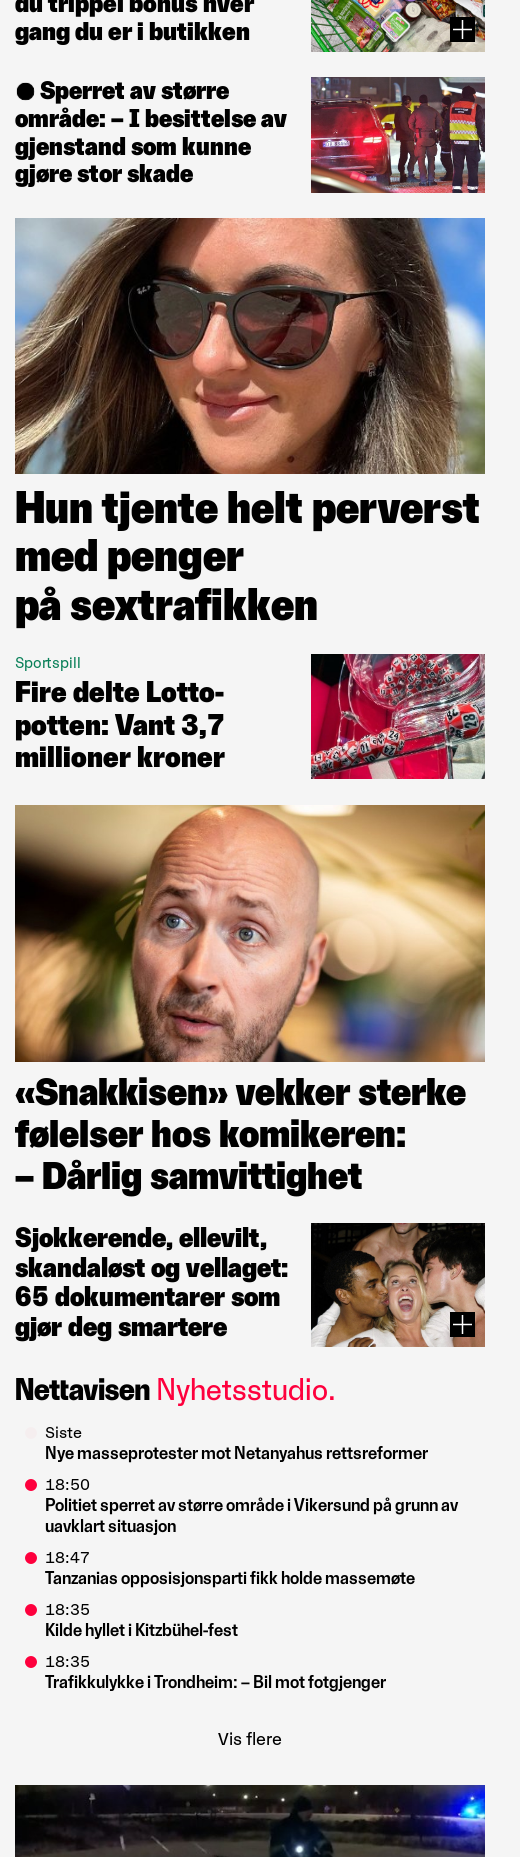 du trippel bonus hver
gang du er i butikken
● Sperret av større
område: – I besittelse av
gjenstand som kunne
gjøre stor skade
Hun tjente helt perverst
med penger
på sextrafikken
Sportspill
Fire delte Lotto-
potten: Vant 3,7
millioner kroner
28
24
«Snakkisen» vekker sterke
følelser hos komikeren:
– Dårlig samvittighet
Sjokkerende, ellevilt,
skandaløst og vellaget:
65 dokumentarer som
gjør deg smartere
Nettavisen Nyhetsstudio.
Siste
Nye masseprotester mot Netanyahus rettsreformer
18:50
Politiet sperret av større område i Vikersund på grunn av
uavklart situasjon
18:47
Tanzanias opposisjonsparti fikk holde massemøte
18:35
Kilde hyllet i Kitzbühel-fest
18:35
Trafikkulykke i Trondheim: – Bil mot fotgjenger
Vis flere